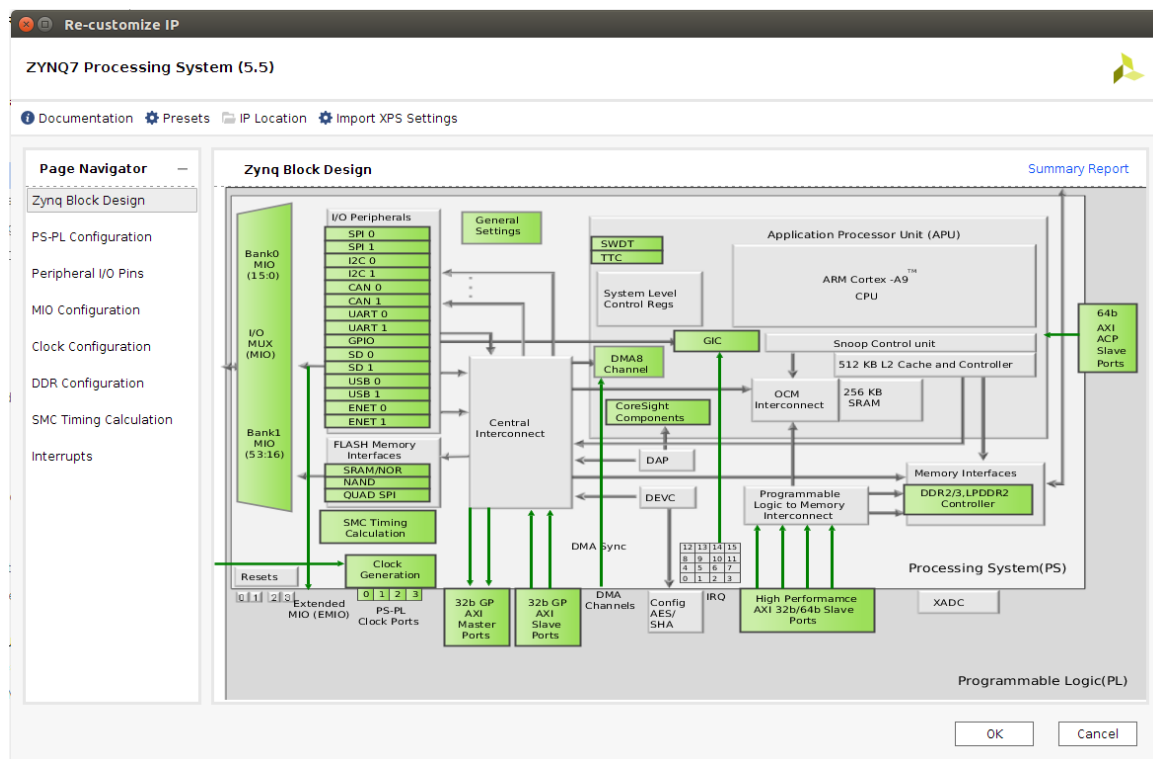 Re-customize IP
ZYNQ7 Processing System (5.5)
Documentation
Presets
IP Location
Import XPS Settings
Page Navigator
Zynq Block Design
PS-PL Configuration
Peripheral I/O Pins
MIO Configuration
Clock Configuration
DDR Configuration
SMC Timing Calculation
Interrupts
Zynq Block Design
Summary Report
Bank0
MIO
(15:0)
I/O
MUX
(MIO)
Bank1
MIO
(53:16)
I/O Peripherals
SPI 0
SPI 1
I2C 0
I2C 1
CAN 0
CAN 1
UART 0
UART 1
GPIO
SD 0
SD 1
USB 0
USB 1
ENET 0
ENET 1
FLASH Memory
Interfaces
SRAM/NOR
NAND
QUAD SPI
SMC Timing
Calculation
General
Settings
Application Processor Unit (APU)
SWDT
TTC
System Level
Control Regs
ARM Cortex -A9™
CPU
GIC
Snoop Control unit
512 KB L2 Cache and Controller
DMA8
Channel
OCM
Interconnect
256 KB
SRAM
CoreSight
Components
Central
Interconnect
DAP
DEVC
Programmable
Logic to Memory
Interconnect
Memory Interfaces
DDR2/3,LPDDR2
Controller
64b
AXI
ACP
Slave
Ports
Resets
0 1 2 3
Clock
Generation
0 1 2 3
Extended
MIO (EMIO)
PS-PL
Clock Ports
32b GP
AXI
Master
Ports
32b GP
AXI
Slave
Ports
DMA Sync
DMA
Channels
Config
AES/
SHA
12 13 14 15
8 9 10 11
4 5 6 7
0 1 2 3
IRQ
High Performamce
AXI 32b/64b Slave
Ports
Processing System(PS)
XADC
Programmable Logic(PL)
OK
Cancel